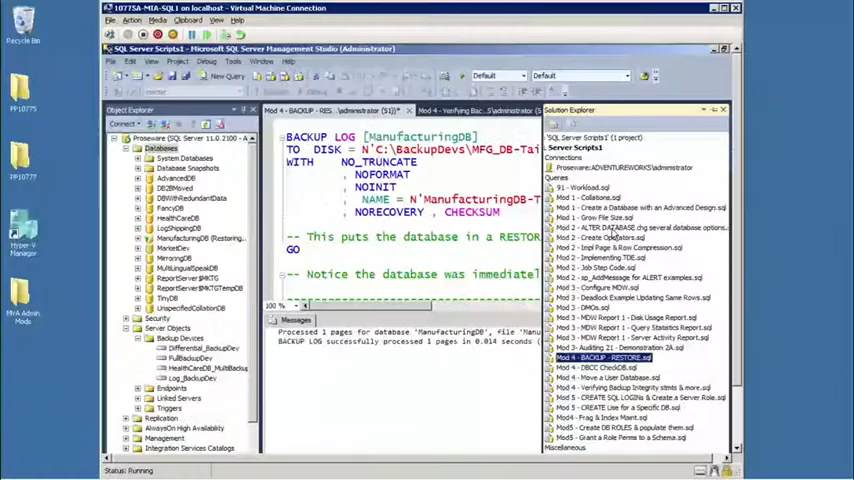 10775A-MIA-SQL1 on localhost - Virtual Machine Connection
File Action Media Clipboard View Help
SQL Server Scripts1 - Microsoft SQL Server Management Studio (Administrator)
File Edit View Project Debug Tools Window Help
New Query
Default
Default
master
Recycle Bin
PP10775
PP10777
Hyper-V Manager
MVA Admin Mods
Object Explorer
Connect
Proseware (SQL Server 11.0.2100 -
Databases
System Databases
Database Snapshots
AdvancedDB
DB2BMoved
DBWithRedundantData
FancyDB
HealthCareDB
LogShippingDB
ManufacturingDB (Restoring...
MarketDev
MirroringDB
MultiLingualSpeakDB
ReportServer$MKTG
ReportServer$MKTGTempDB
TinyDB
UnspecifiedCollationDB
Security
Server Objects
Backup Devices
Differential_BackupDev
FullBackupDev
HealthCareDB_MultiBackup
Log_BackupDev
Endpoints
Linked Servers
Triggers
Replication
AlwaysOn High Availability
Management
Integration Services Catalogs
Mod 4 - BACKUP - RES...\administrator (51))*
Mod 4 - Verifying Bac...S\administrator (54)
BACKUP LOG [ManufacturingDB]
TO DISK = N'C:\BackupDevs\MFG_DB-Tai
WITH NO_TRUNCATE
, NOFORMAT
, NOINIT
, NAME = N'ManufacturingDB-T
, NORECOVERY , CHECKSUM
-- This puts the database in a RESTOR
GO
-- Notice the database was immediatel
100 %
Messages
Processed 1 pages for database 'ManufacturingDB', file 'Man
BACKUP LOG successfully processed 1 pages in 0.014 seconds (
Solution Explorer
'SQL Server Scripts1' (1 project)
Server Scripts1
Connections
Proseware:ADVENTUREWORKS\administrator
Queries
91 - Workload.sql
Mod 1 - Collations.sql
Mod 1 - Create a Database with an Advanced Design.sql
Mod 1 - Grow File Size.sql
Mod 2 - ALTER DATABASE chg several database options.
Mod 2 - Create Operators.sql
Mod 2 - Impl Page & Row Compression.sql
Mod 2 - Implementing TDE.sql
Mod 2 - Job Step Code.sql
Mod 2 - sp_AddMessage for ALERT examples.sql
Mod 3 - Configure MDW.sql
Mod 3 - Deadlock Example Updating Same Rows.sql
Mod 3 - DMOs.sql
Mod 3 - MDW Report 1 - Disk Usage Report.sql
Mod 3 - MDW Report 1 - Query Statistics Report.sql
Mod 3 - MDW Report 1 - Server Activity Report.sql
Mod 3- Auditing 21 - Demonstration 2A.sql
Mod 4 - BACKUP - RESTORE.sql
Mod 4 - DBCC CheckDB.sql
Mod 4 - Move a User Database.sql
Mod 4 - Verifying Backup Integrity stmts & more.sql
Mod 5 - CREATE SQL LOGINs & Create a Server Role.sql
Mod 5 - CREATE Use for a Specific DB.sql
Mod4 - Frag & Index Maint.sql
Mod5 - Create DB ROLES & populate them.sql
Mod5 - Grant a Role Perms to a Schema.sql
Miscellaneous
Status: Running